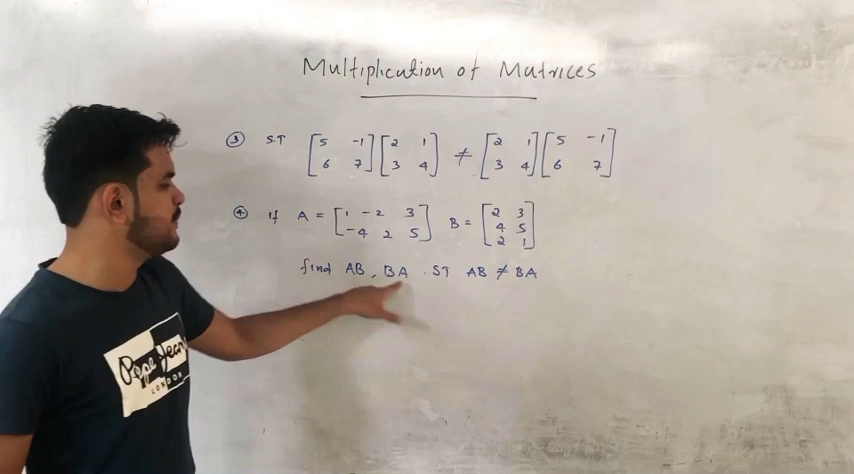 Multiplication of Matrices
③ S.T [5 -1 6 7] [2 1 3 4] ≠ [2 1 3 4] [5 -1 6 7]
④ If A = [1 -2 3 -4 2 5] B = [2 3 4 5 2 1]
find AB, BA . ST AB ≠ BA
Pepe Jeans
LONDON